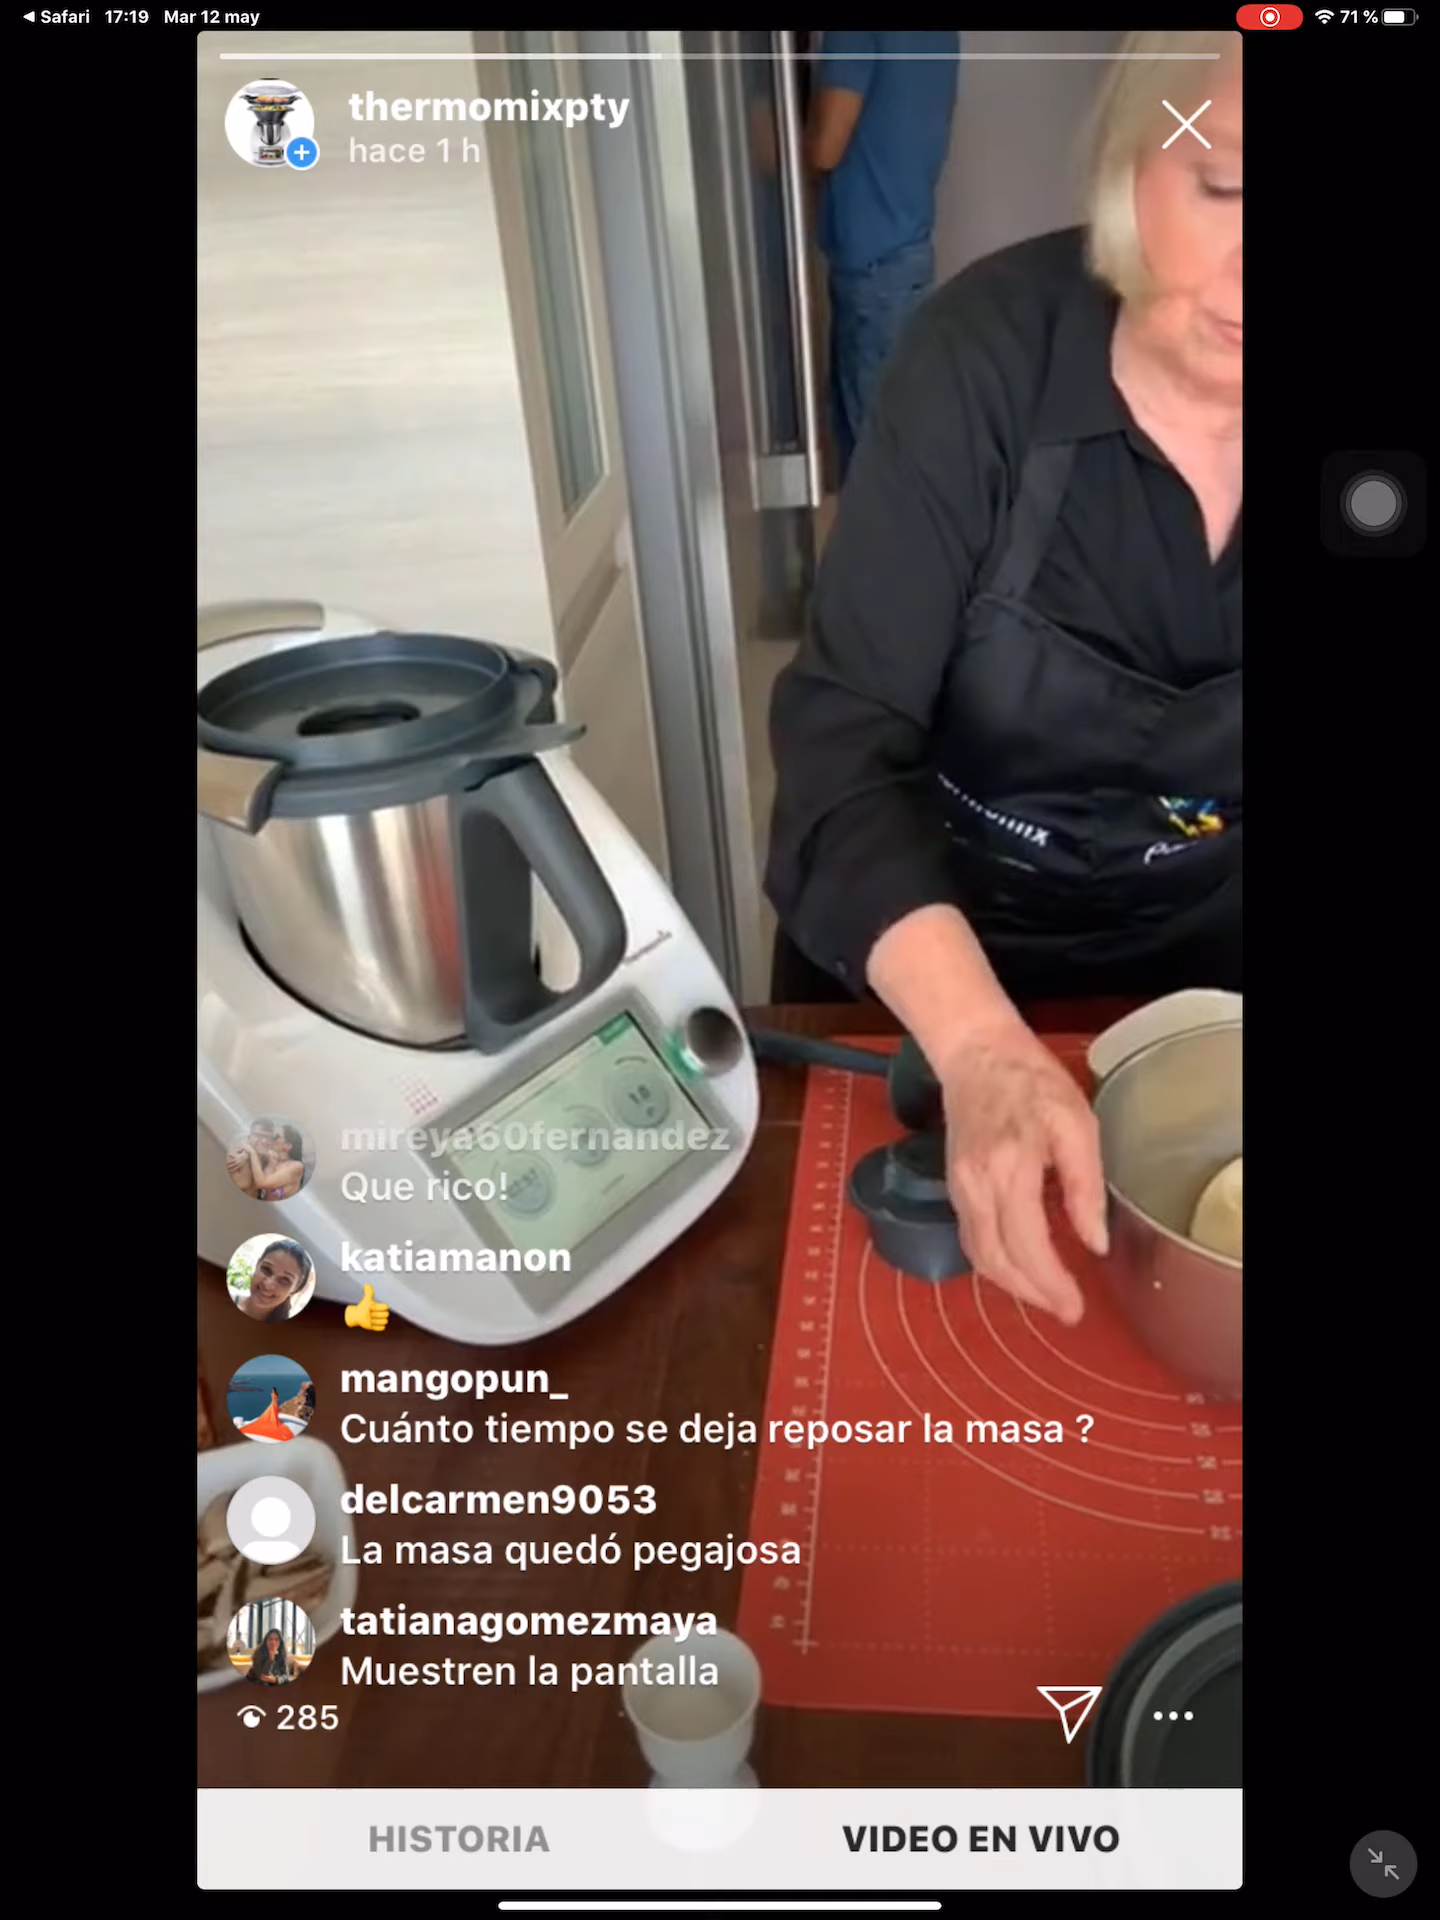 ◀ Safari 17:19 Mar 12 may 71 %
thermomixpty
hace 1 h
mireya60fernandez
Que rico!
katiamanon
👍
mangopun_
Cuánto tiempo se deja reposar la masa ?
delcarmen9053
La masa quedó pegajosa
tatianagomezmaya
Muestren la pantalla
285
HISTORIA
VIDEO EN VIVO